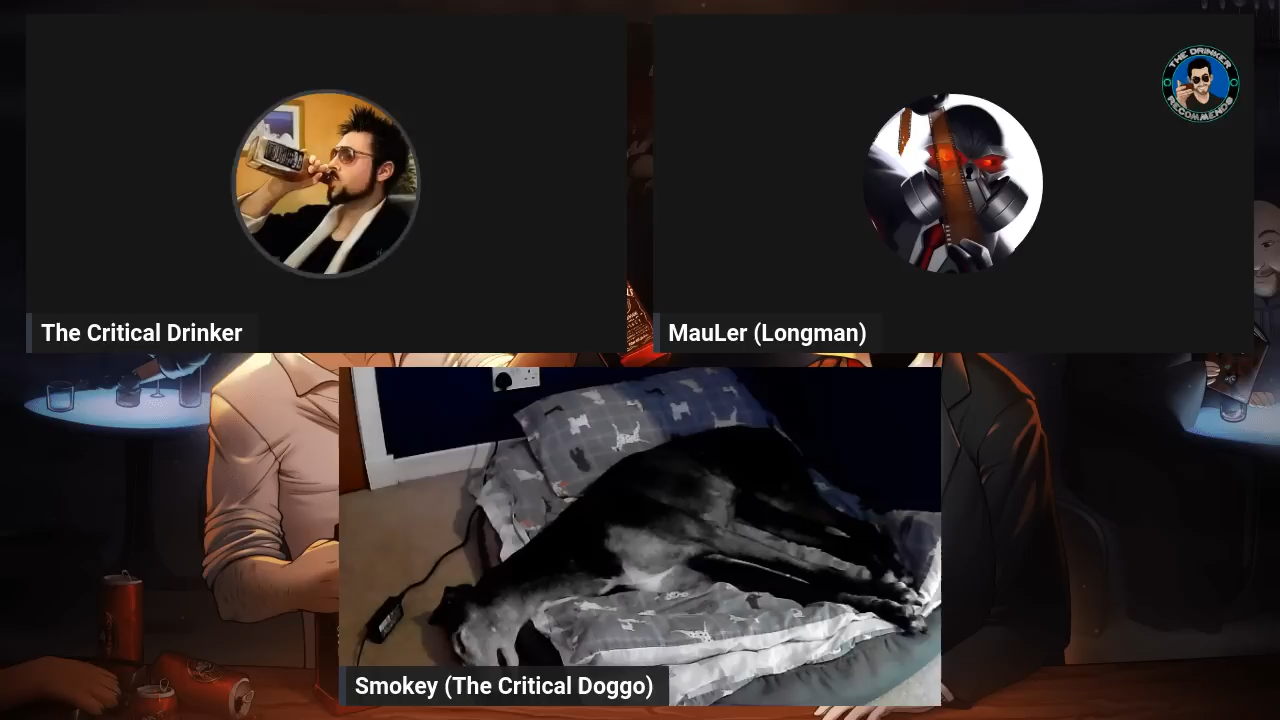 THE DRINKER
RECOMMENDS
The Critical Drinker
MauLer (Longman)
Smokey (The Critical Doggo)